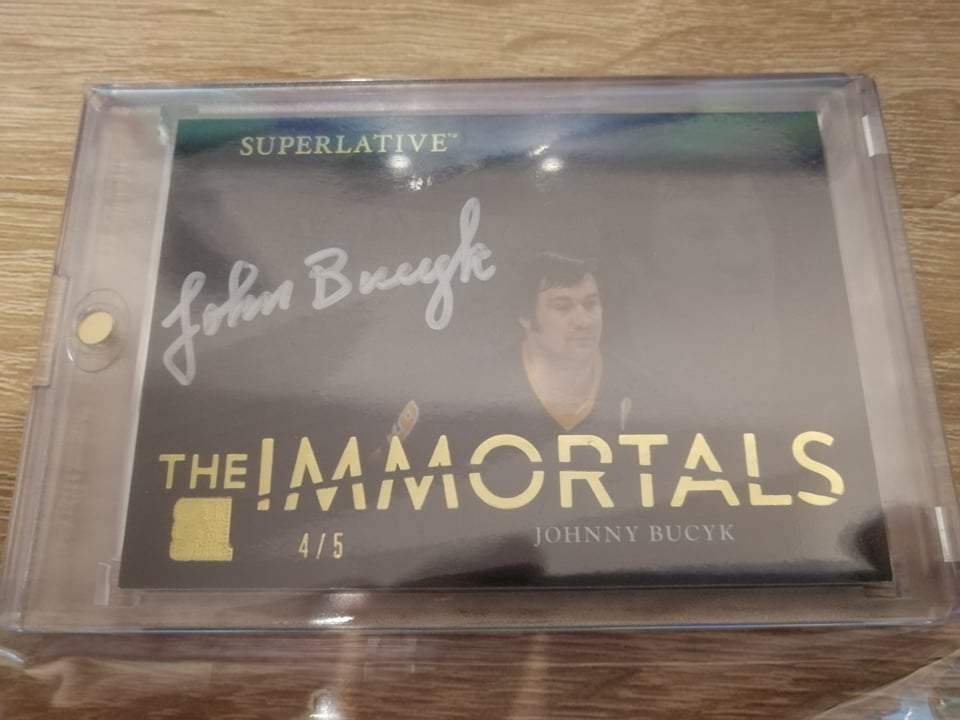 SUPERLATIVE™
John Bucyk
THE IMMORTALS
4/5
JOHNNY BUCYK